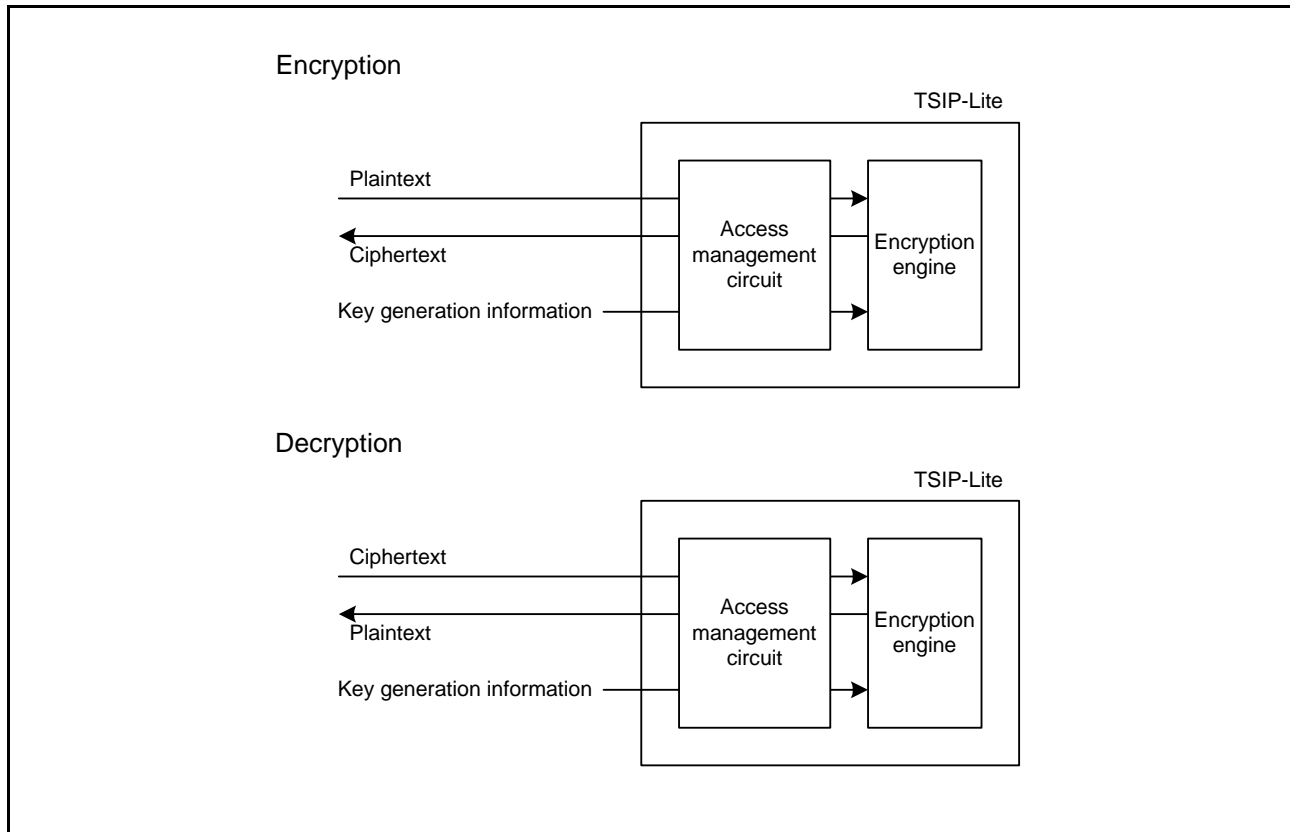 Encryption
TSIP-Lite
Plaintext
Ciphertext
Key generation information
Access
management
circuit
Encryption
engine
Decryption
TSIP-Lite
Ciphertext
Plaintext
Key generation information
Access
management
circuit
Encryption
engine